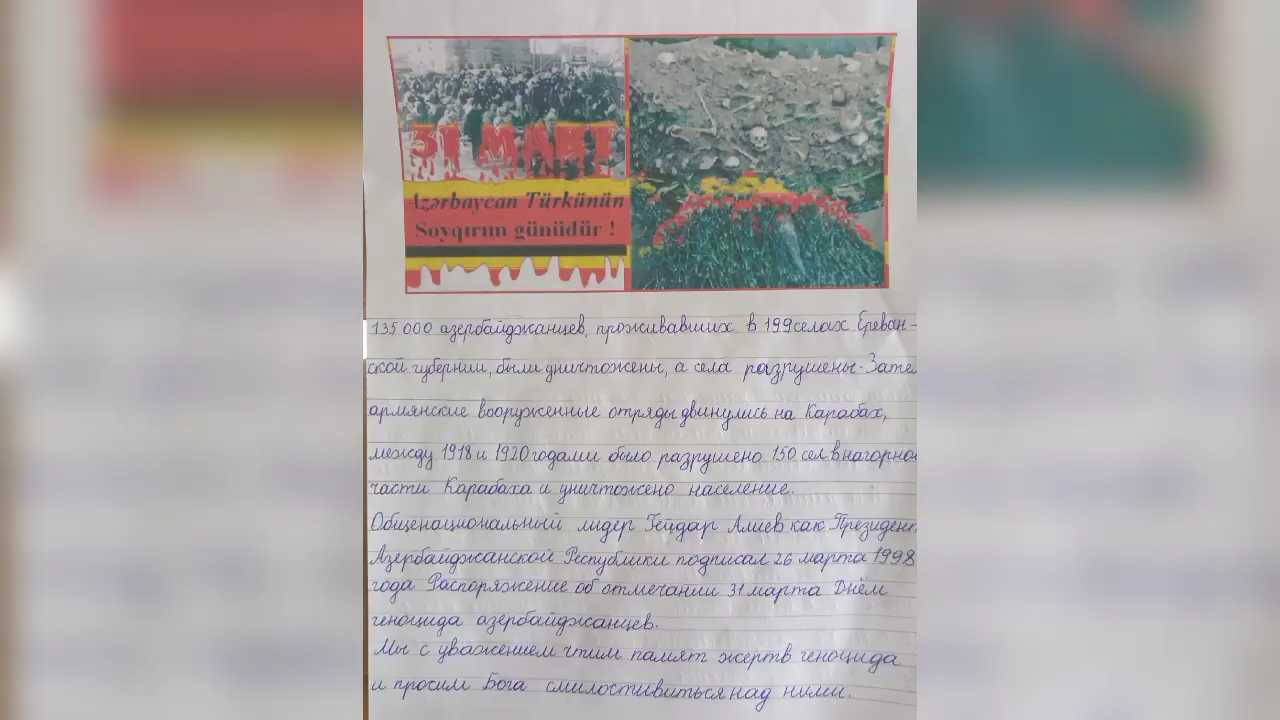 31 MART
Azərbaycan Türkünün
Soyqırım günüdür !
135 000 азербайджанцев, проживавших в 199 селах Ереван-
ской губернии, были уничтожены, а села разрушены. Зате
армянские вооруженные отряды двинулись на Карабах,
между 1918 и 1920 годами было разрушено 150 сел в нагорно
части Карабаха и уничтожено население.
Общенациональный лидер Гейдар Алиев как Президент
Азербайджанской Республики подписал 26 марта 1998
года Распоряжение об отмечании 31 марта Днём
геноцида азербайджанцев.
Мы с уважением чтим памят жертв геноцида
и просим Бога смилостивиться над ними.